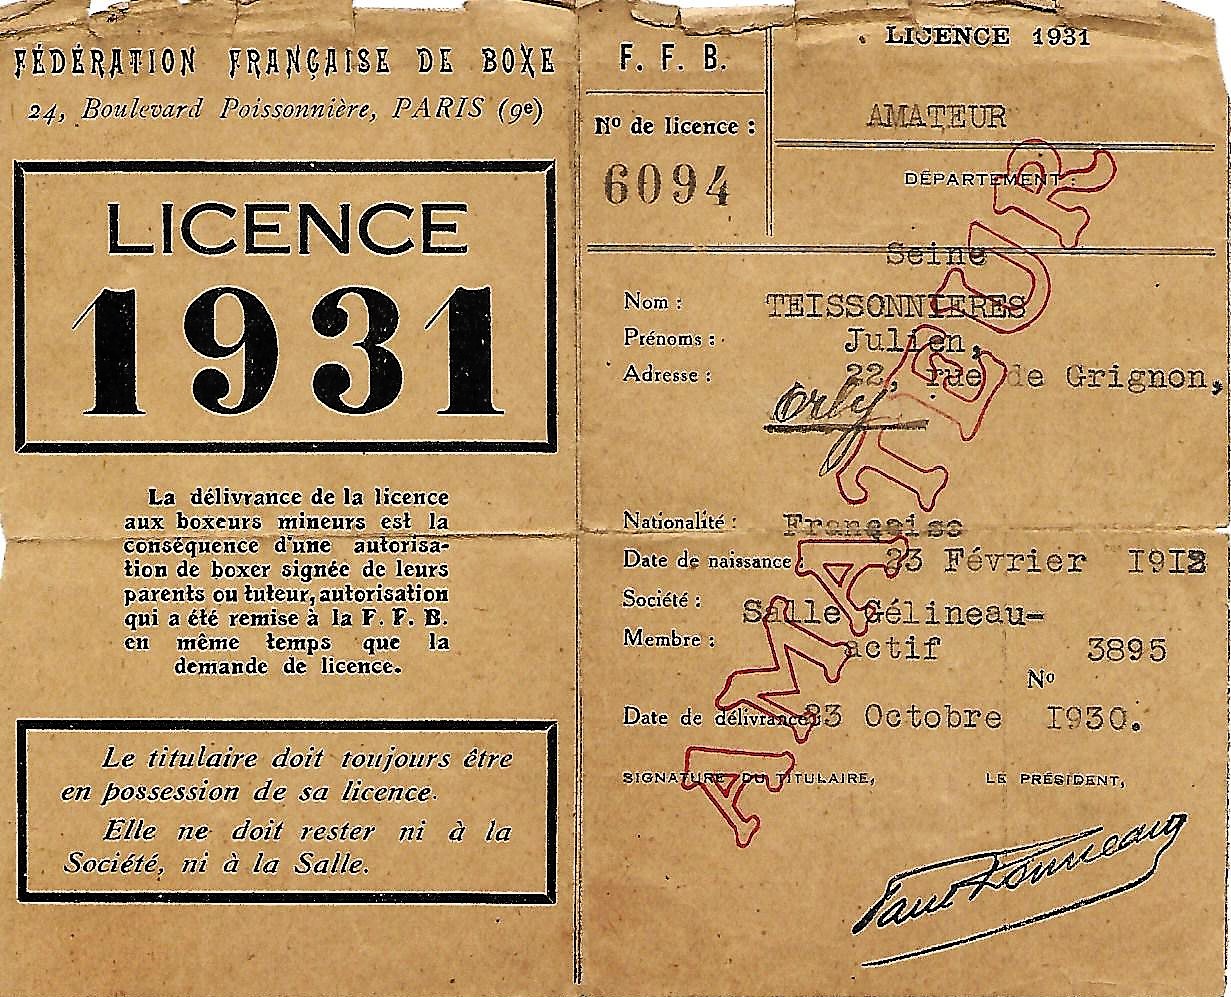 FÉDÉRATION FRANÇAISE DE BOXE
24, Boulevard Poissonnière, PARIS (9e)
LICENCE
1931
La délivrance de la licence
aux boxeurs mineurs est la
conséquence d'une autorisa-
tion de boxer signée de leurs
parents ou tuteur, autorisation
qui a été remise à la F. F. B.
en même temps que la
demande de licence.
Le titulaire doit toujours être
en possession de sa licence.
Elle ne doit rester ni à la
Société, ni à la Salle.
F. F. B.
No de licence :
6094
LICENCE 1931
AMATEUR
DÉPARTEMENT :
Seine
Nom : TEISSONNIERES
Prénoms : Julien,
Adresse : 22, rue de Grignon,
Orly
Nationalité : Française
Date de naissance 23 Février 1912
Société : Salle Gélineau-
Membre : actif 3895
No
Date de délivrance 23 Octobre 1930.
SIGNATURE DU TITULAIRE, LE PRÉSIDENT,
AMATEUR